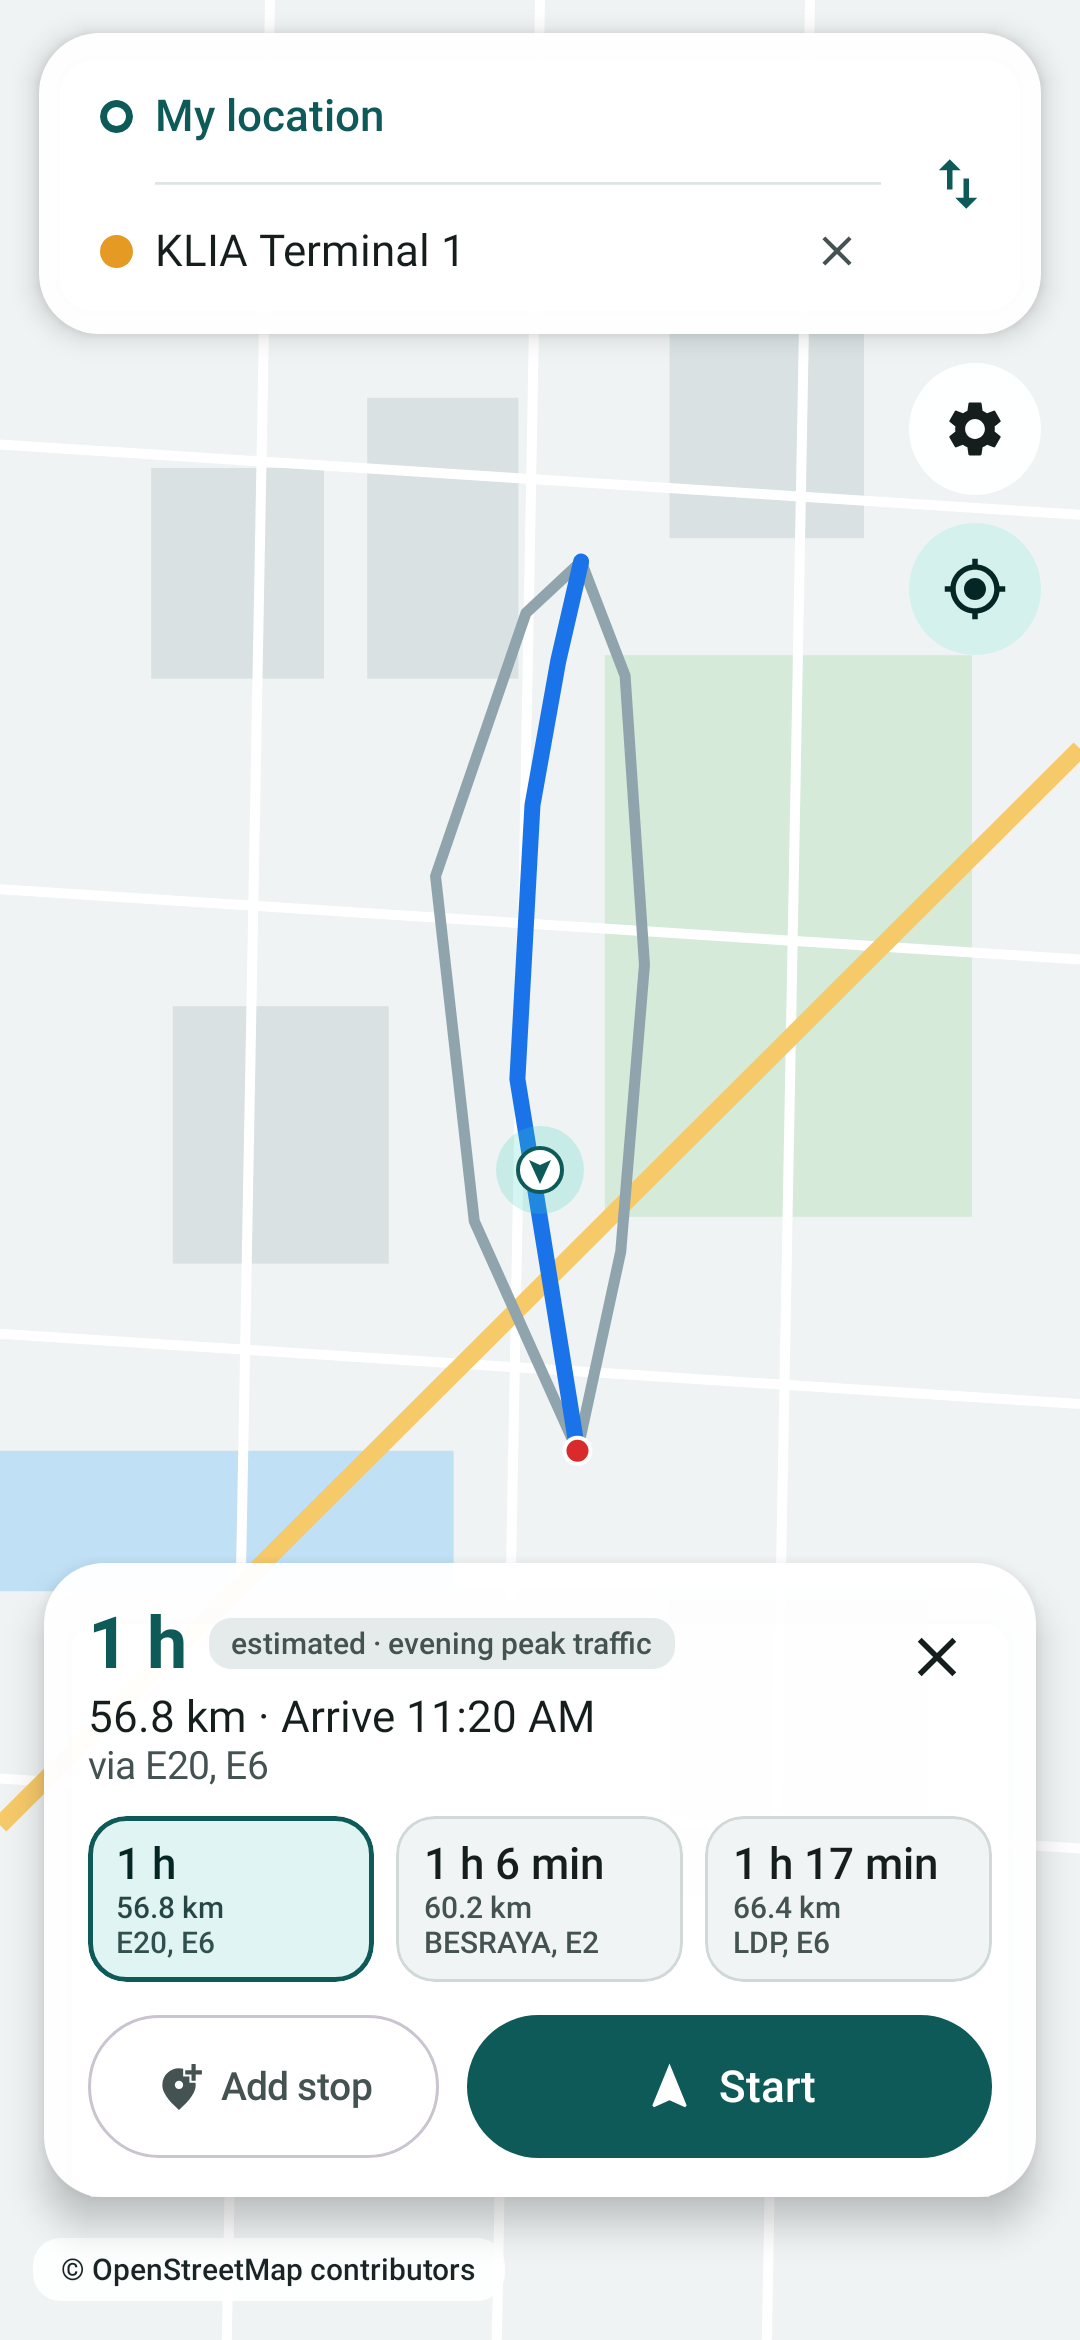 My location
KLIA Terminal 1
1 h estimated · evening peak traffic
56.8 km · Arrive 11:20 AM
via E20, E6
1 h
56.8 km
E20, E6
1 h 6 min
60.2 km
BESRAYA, E2
1 h 17 min
66.4 km
LDP, E6
Add stop
Start
© OpenStreetMap contributors